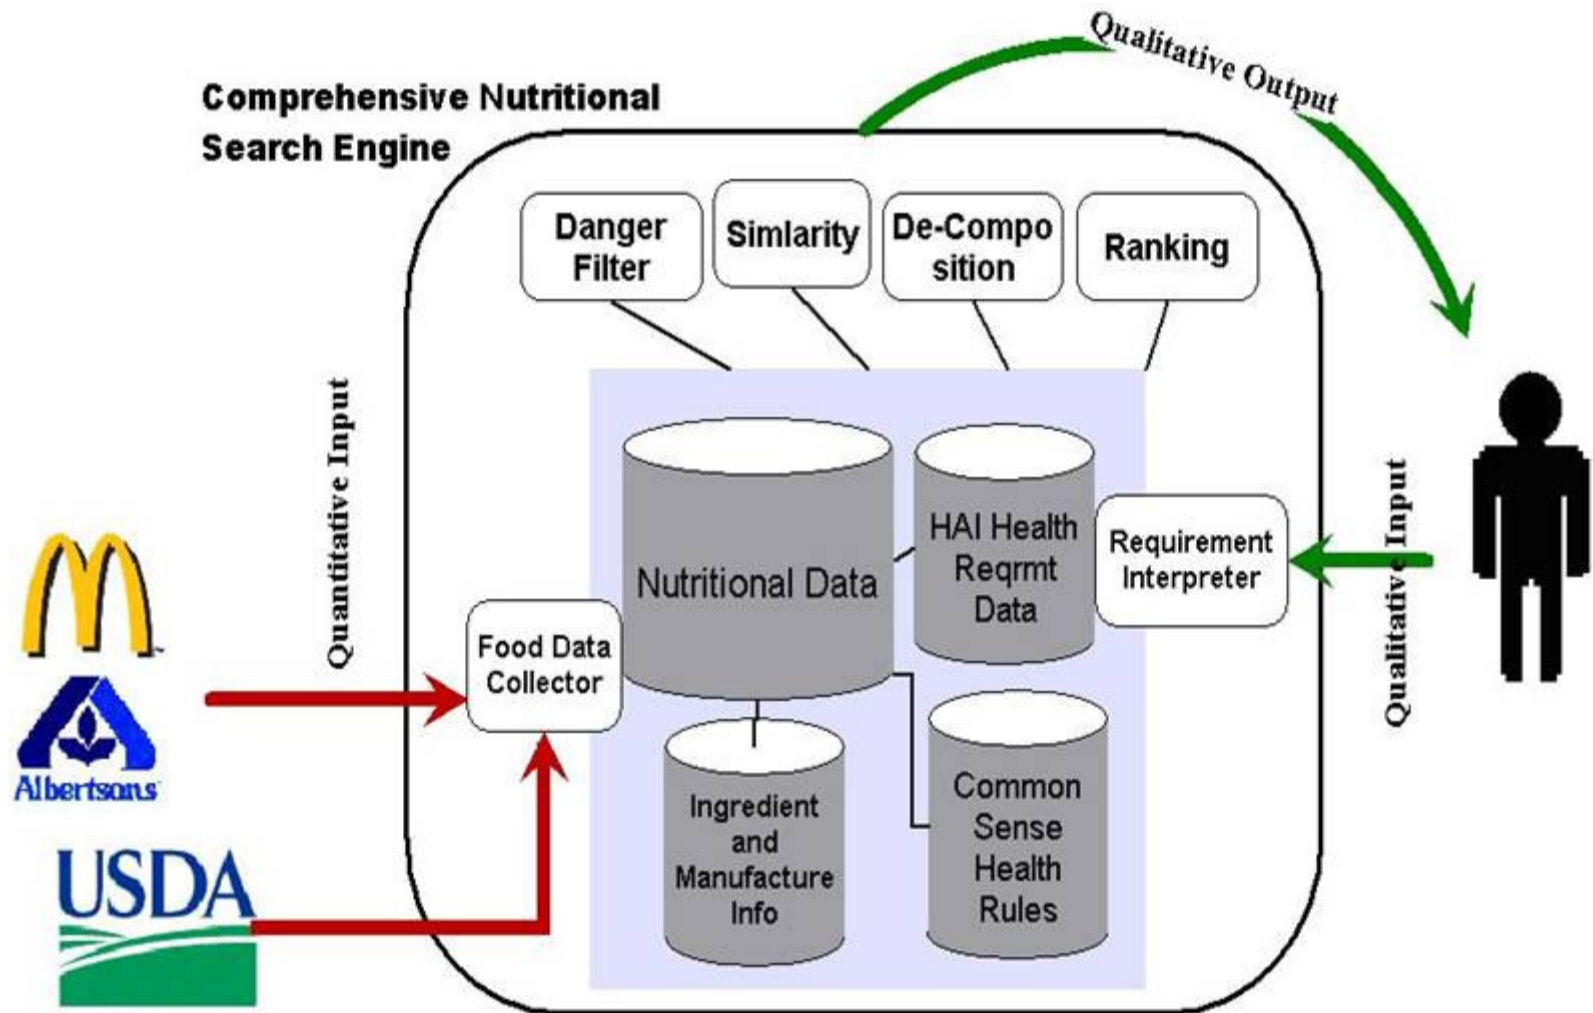 Qualitative Output
Comprehensive Nutritional
Search Engine
Danger
Filter
Simlarity
De-Compo
sition
Ranking
Quantitative Input
Nutritional Data
HAI Health
Reqrmt
Data
Requirement
Interpreter
Qualitative Input
Food Data
Collector
Albertsons
Ingredient
and
Manufacture
Info
Common
Sense
Health
Rules
USDA